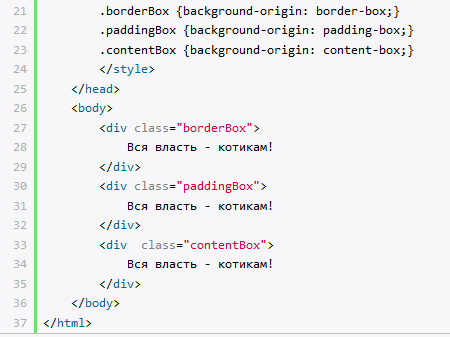 21 .borderBox {background-origin: border-box;}
22 .paddingBox {background-origin: padding-box;}
23 .contentBox {background-origin: content-box;}
24 </style>
25 </head>
26 <body>
27 <div class="borderBox">
28 Вся власть - котикам!
29 </div>
30 <div class="paddingBox">
31 Вся власть - котикам!
32 </div>
33 <div  class="contentBox">
34 Вся власть - котикам!
35 </div>
36 </body>
37 </html>